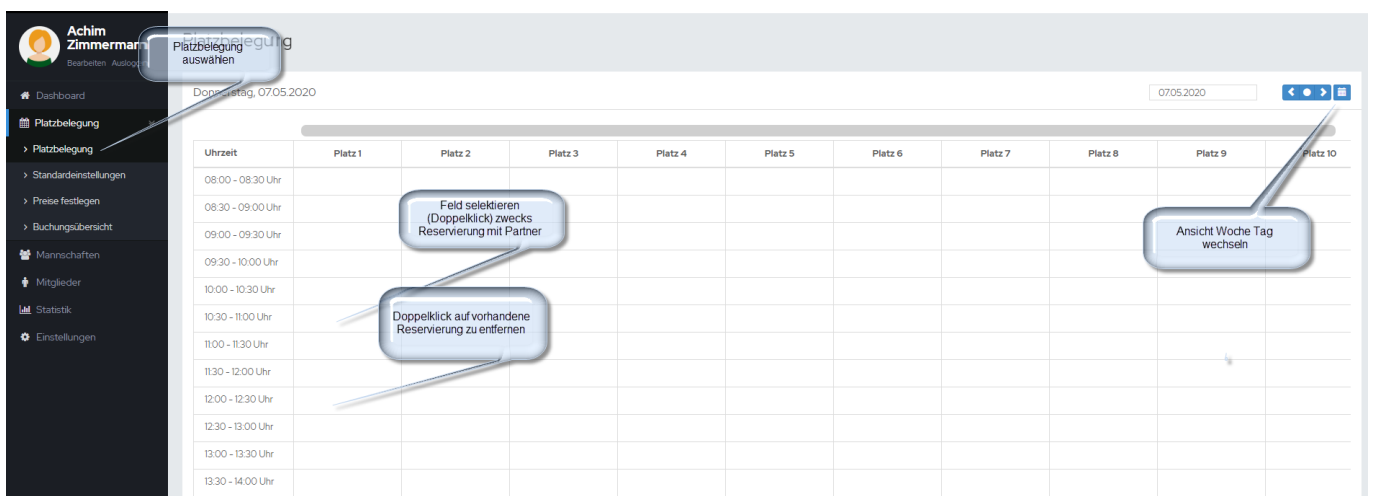 Achim
Zimmermann
Bearbeiten Ausloggen
Dashboard
Platzbelegung
Platzbelegung
Standardeinstellungen
Preise festlegen
Buchungsübersicht
Mannschaften
Mitglieder
Statistik
Einstellungen
Platzbelegung
Platzbelegung
auswählen
Donnerstag, 07.05.2020
07.05.2020
Uhrzeit Platz 1 Platz 2 Platz 3 Platz 4 Platz 5 Platz 6 Platz 7 Platz 8 Platz 9 Platz 10
08:00 - 08:30 Uhr
08:30 - 09:00 Uhr
09:00 - 09:30 Uhr
09:30 - 10:00 Uhr
10:00 - 10:30 Uhr
10:30 - 11:00 Uhr
11:00 - 11:30 Uhr
11:30 - 12:00 Uhr
12:00 - 12:30 Uhr
12:30 - 13:00 Uhr
13:00 - 13:30 Uhr
13:30 - 14:00 Uhr
Feld selektieren
(Doppelklick) zwecks
Reservierung mit Partner
Doppelklick auf vorhandene
Reservierung zu entfernen
Ansicht Woche Tag
wechseln